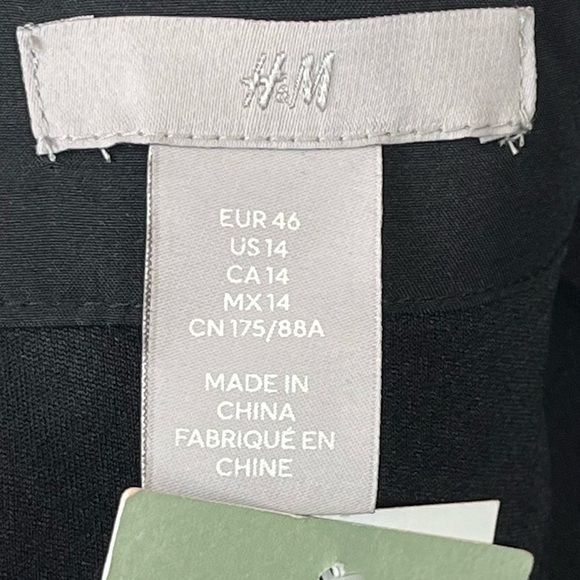 H&M
EUR 46
US 14
CA 14
MX 14
CN 175/88A
MADE IN
CHINA
FABRIQUÉ EN
CHINE